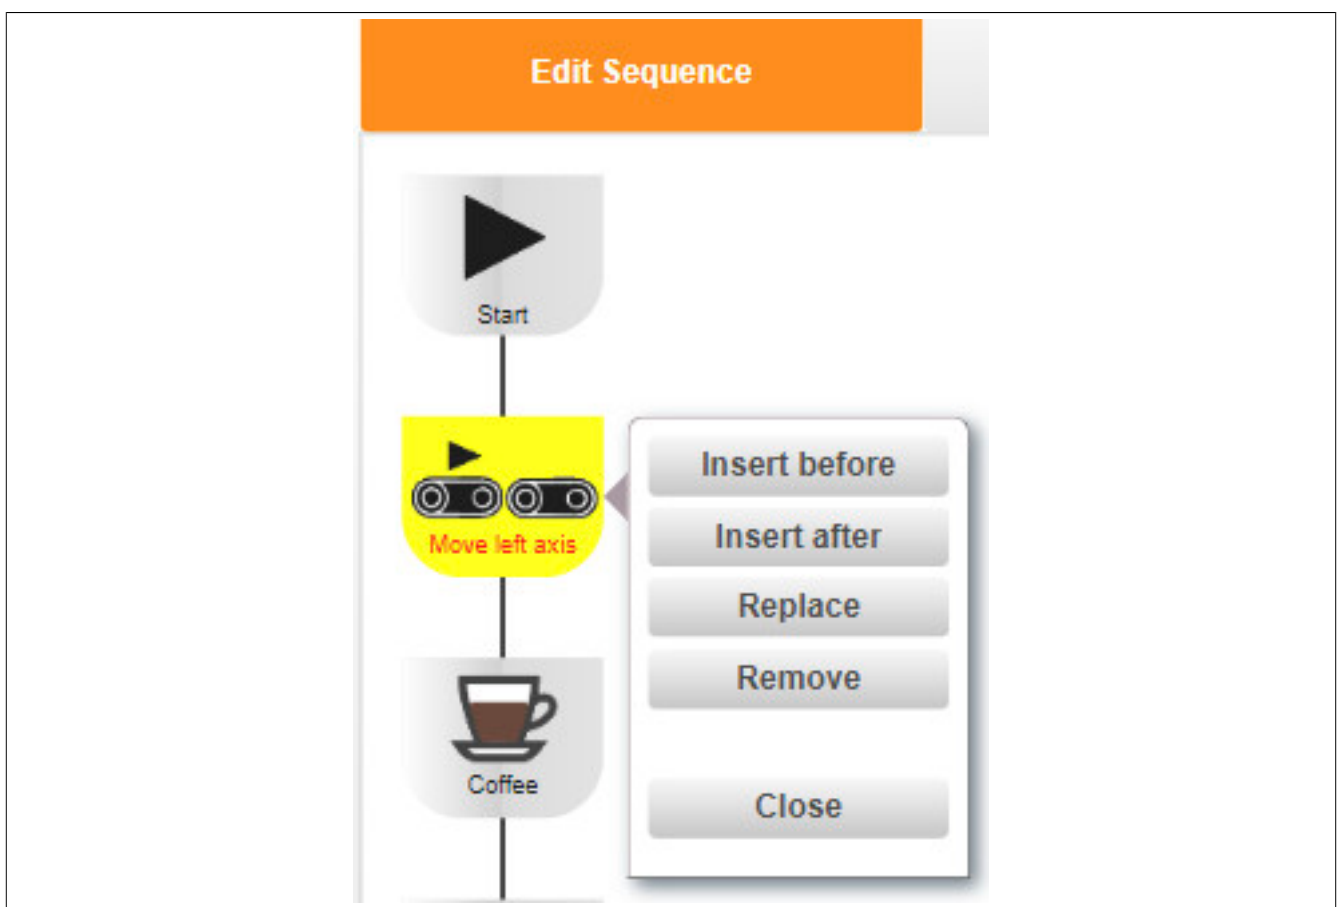 Edit Sequence
Start
Move left axis
Insert before
Insert after
Replace
Remove
Close
Coffee